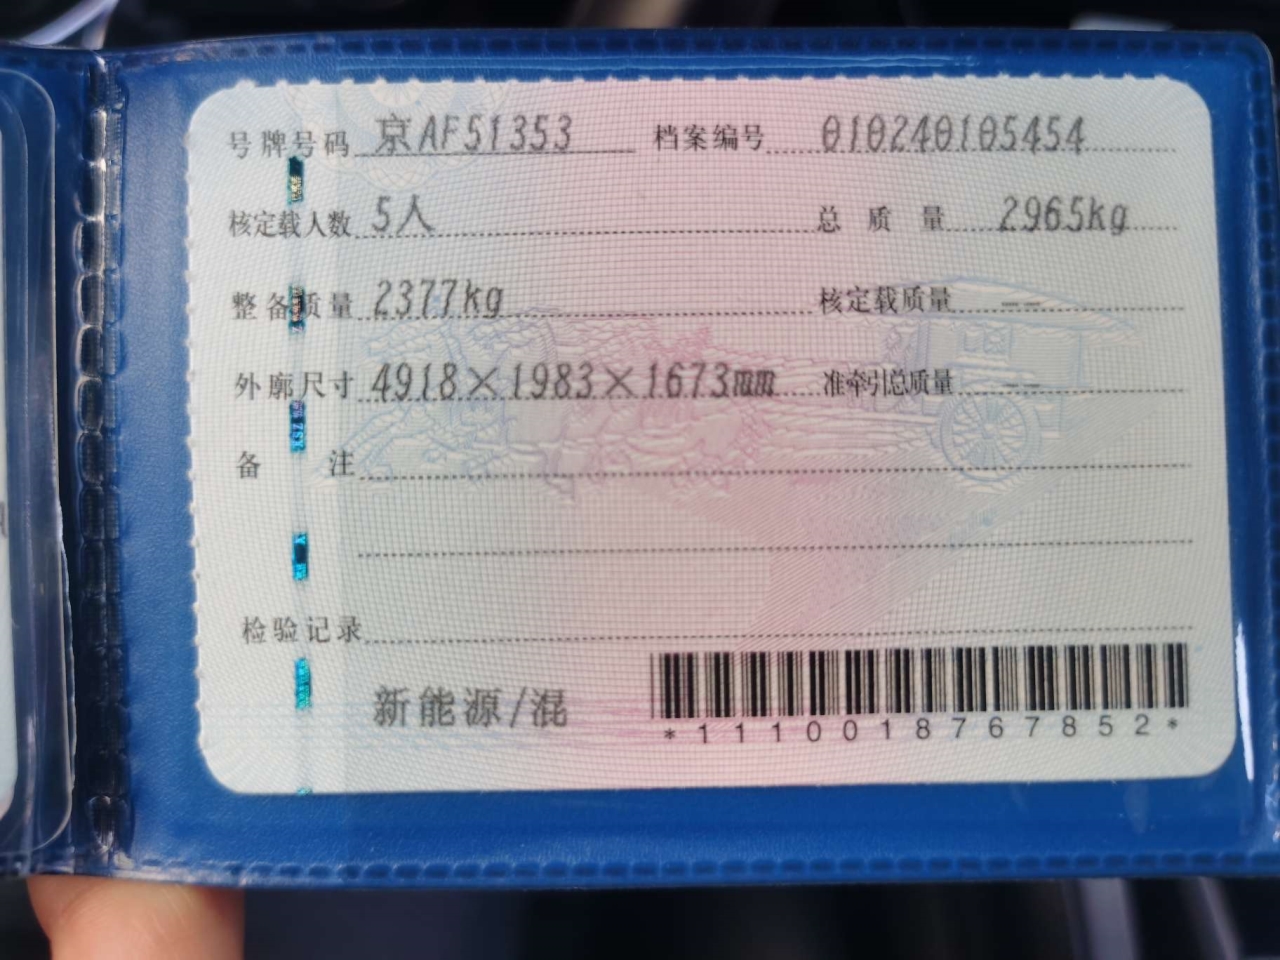 号牌号码 京AF51353 档案编号 010240105454
核定载人数 5人 总质量 2965kg
整备质量 2377kg 核定载质量 --
外廓尺寸 4918×1983×1673mm 准牵引总质量 --
备注
检验记录
新能源/混
*1110018767852*